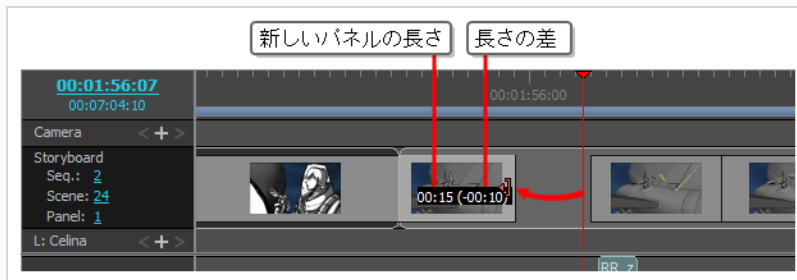 新しいパネルの長さ
長さの差
00:01:56:07
00:07:04:10
00:01:56:00
Camera < + >
Storyboard
Seq.: 2
Scene: 24
Panel: 1
00:15 (-00:10)
L: Celina < + >
RR_z